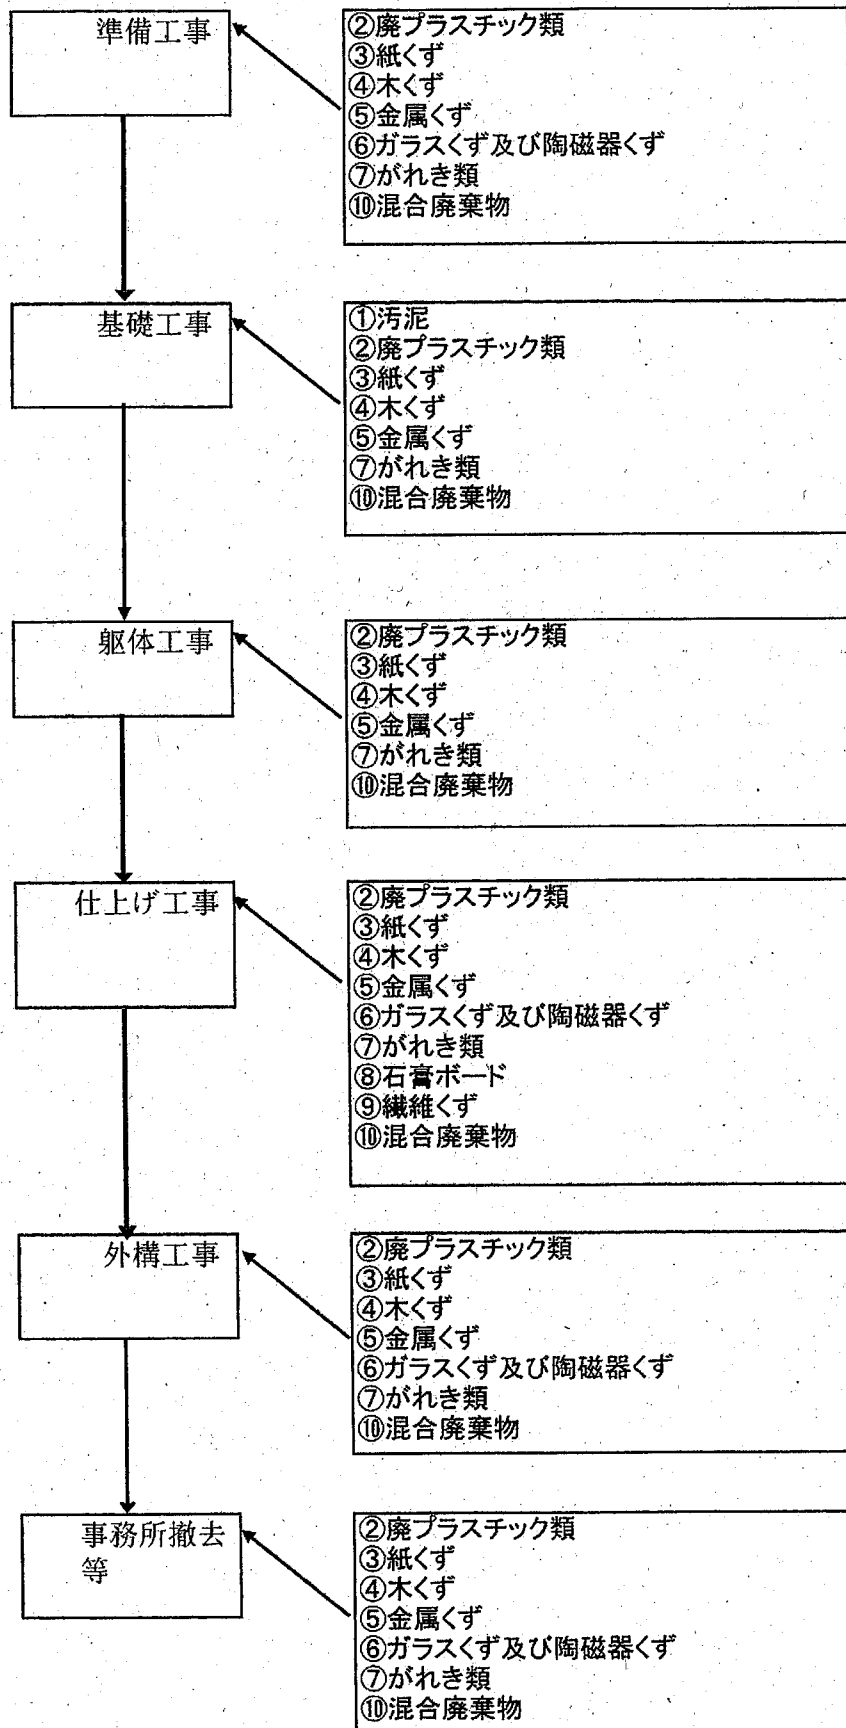 準備工事
②廃プラスチック類
③紙くず
④木くず
⑤金属くず
⑥ガラスくず及び陶磁器くず
⑦がれき類
⑩混合廃棄物
基礎工事
①汚泥
②廃プラスチック類
③紙くず
④木くず
⑤金属くず
⑦がれき類
⑩混合廃棄物
躯体工事
②廃プラスチック類
③紙くず
④木くず
⑤金属くず
⑦がれき類
⑩混合廃棄物
仕上げ工事
②廃プラスチック類
③紙くず
④木くず
⑤金属くず
⑥ガラスくず及び陶磁器くず
⑦がれき類
⑧石膏ボード
⑨繊維くず
⑩混合廃棄物
外構工事
②廃プラスチック類
③紙くず
④木くず
⑤金属くず
⑥ガラスくず及び陶磁器くず
⑦がれき類
⑩混合廃棄物
事務所撤去
等
②廃プラスチック類
③紙くず
④木くず
⑤金属くず
⑥ガラスくず及び陶磁器くず
⑦がれき類
⑩混合廃棄物